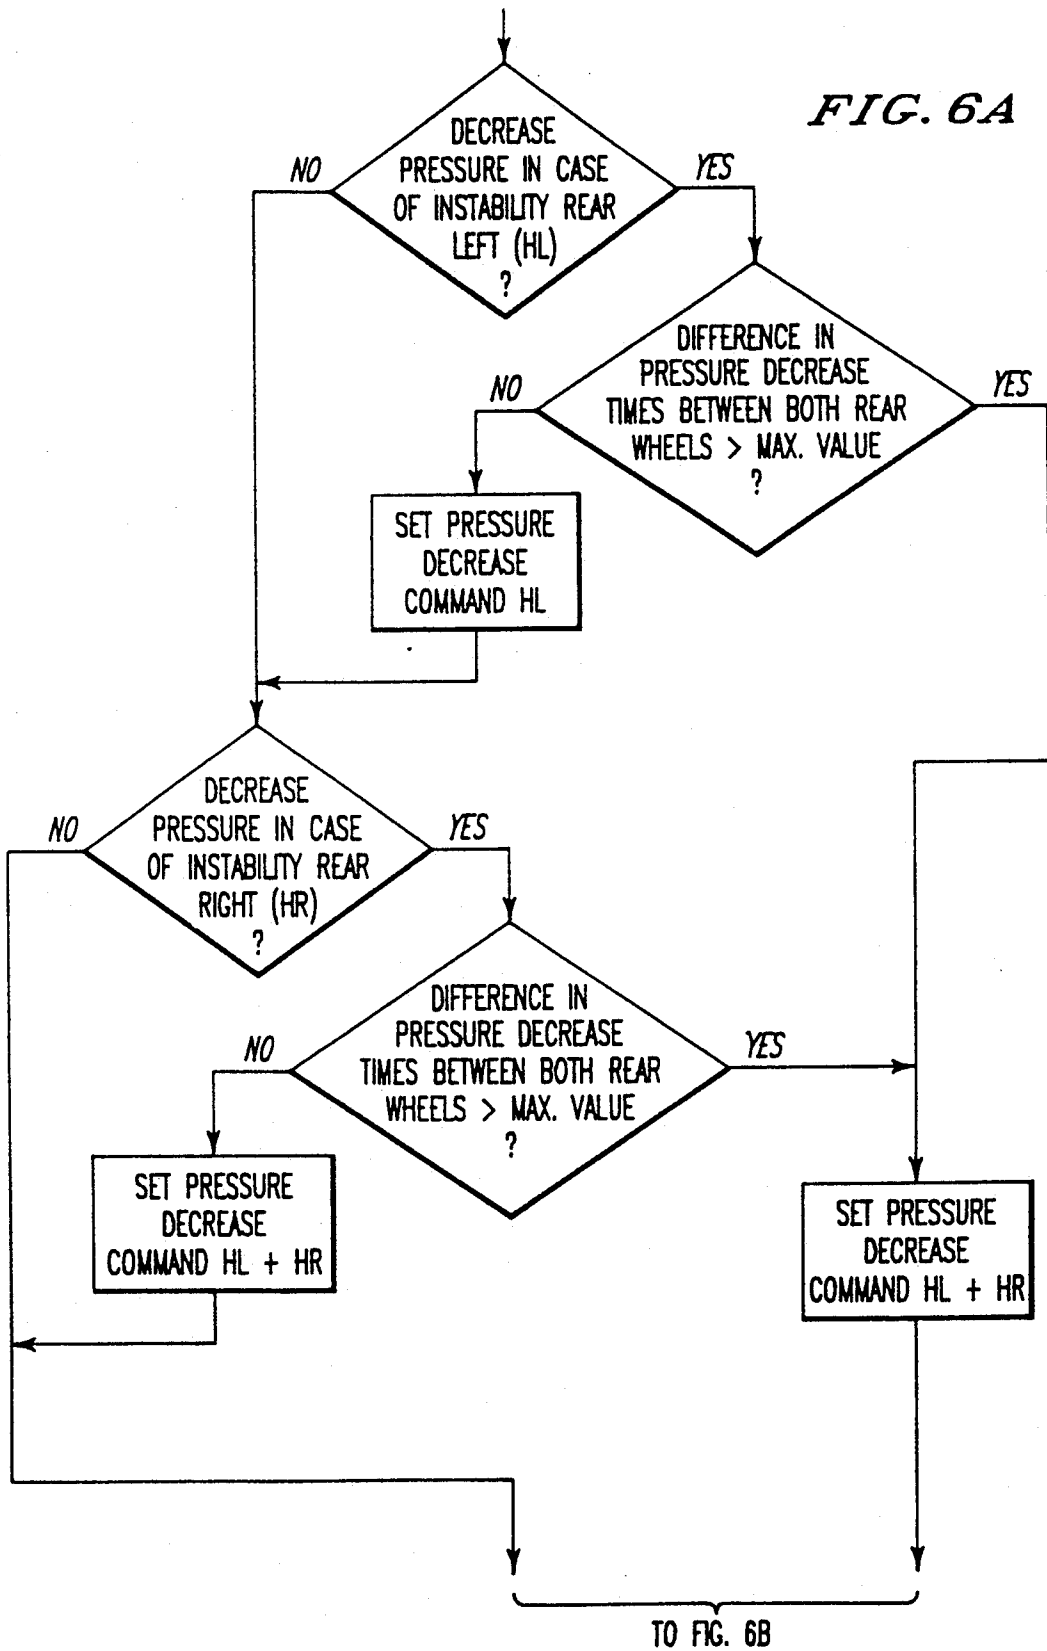 FIG. 6A
DECREASE
PRESSURE IN CASE
OF INSTABILITY REAR
LEFT (HL)
?
NO
YES
DIFFERENCE IN
PRESSURE DECREASE
TIMES BETWEEN BOTH REAR
WHEELS > MAX. VALUE
?
NO
YES
SET PRESSURE
DECREASE
COMMAND HL
DECREASE
PRESSURE IN CASE
OF INSTABILITY REAR
RIGHT (HR)
?
NO
YES
DIFFERENCE IN
PRESSURE DECREASE
TIMES BETWEEN BOTH REAR
WHEELS > MAX. VALUE
?
NO
YES
SET PRESSURE
DECREASE
COMMAND HL + HR
SET PRESSURE
DECREASE
COMMAND HL + HR
TO FIG. 6B